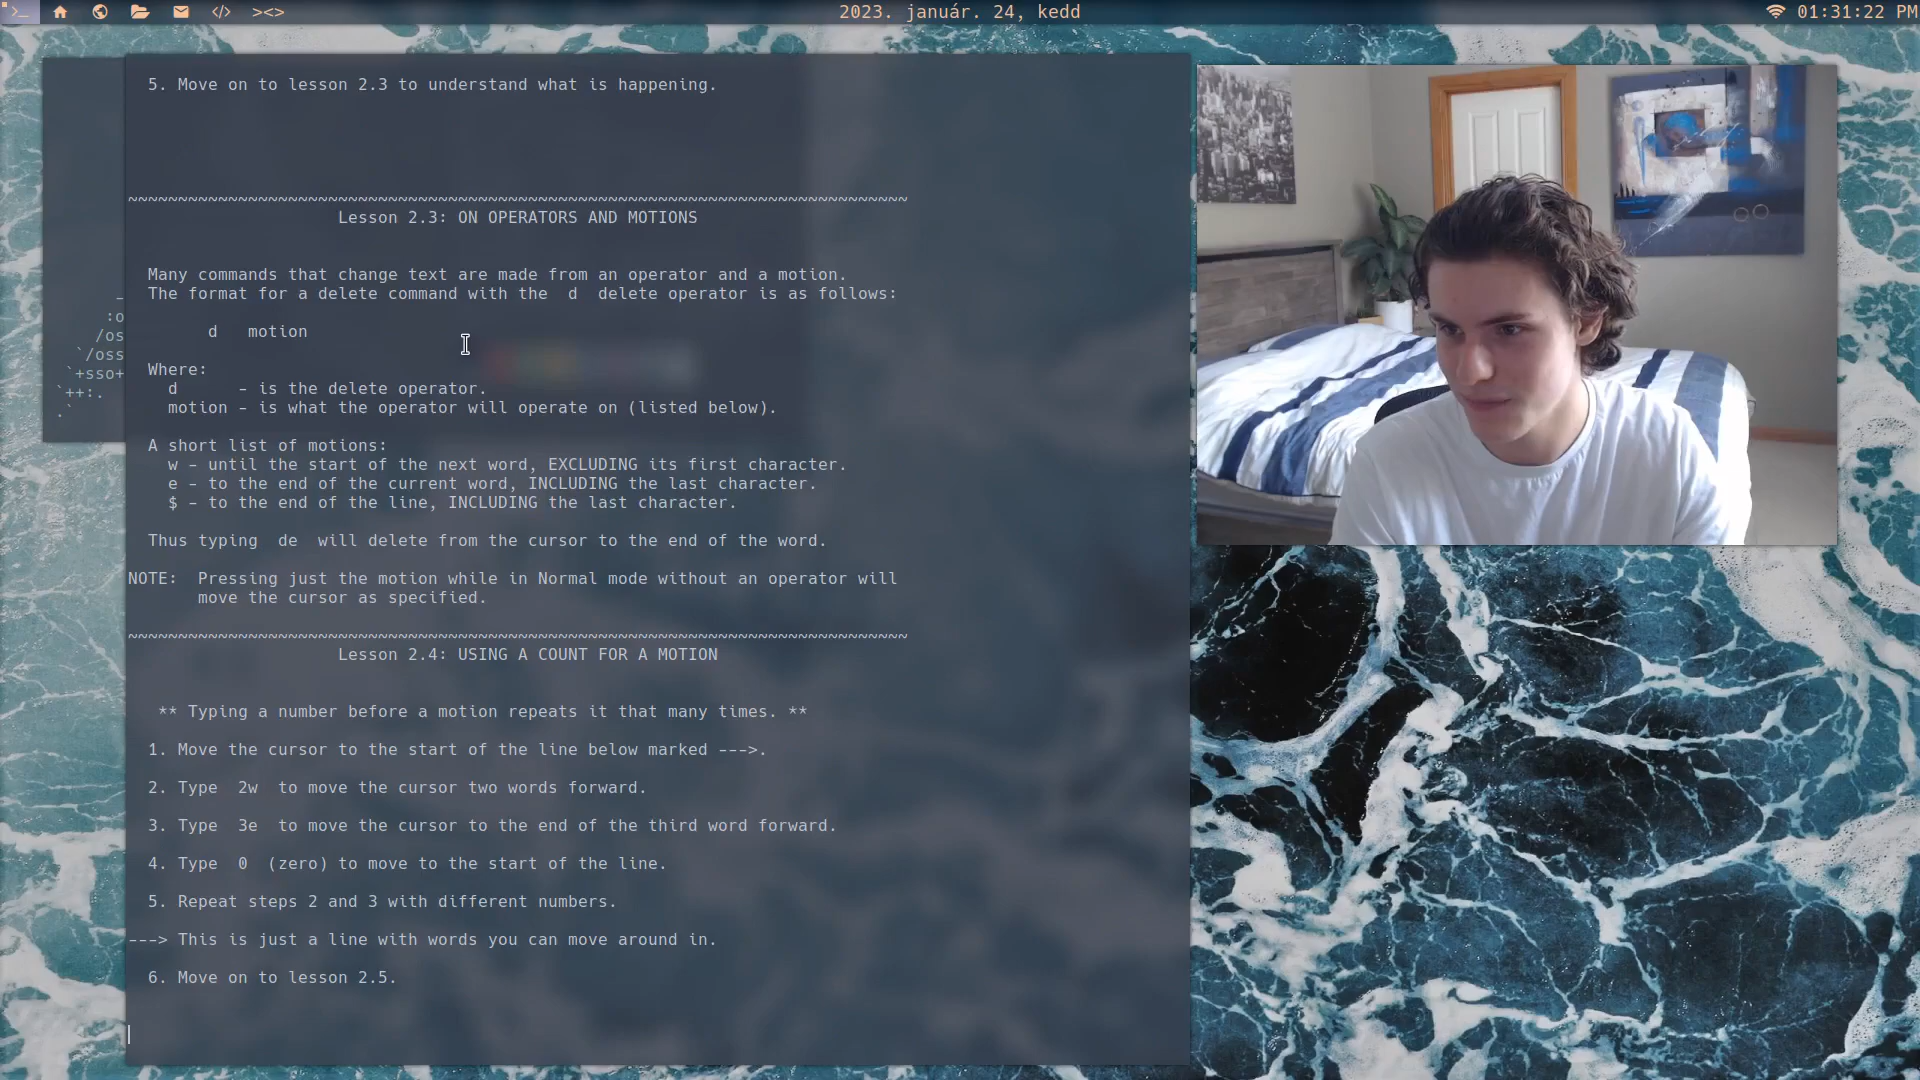 >_ </> ><>
2023. január. 24, kedd
01:31:22 PM
5. Move on to lesson 2.3 to understand what is happening.
~~~~~~~~~~~~~~~~~~~~~~~~~~~~~~~~~~~~~~~~~~~~~~~~~~~~~~~~~~~~~~~~~~~~~~~~~~~~~~
Lesson 2.3: ON OPERATORS AND MOTIONS
Many commands that change text are made from an operator and a motion.
The format for a delete command with the  d  delete operator is as follows:
d   motion
Where:
d      - is the delete operator.
motion - is what the operator will operate on (listed below).
A short list of motions:
w - until the start of the next word, EXCLUDING its first character.
e - to the end of the current word, INCLUDING the last character.
$ - to the end of the line, INCLUDING the last character.
Thus typing  de  will delete from the cursor to the end of the word.
NOTE:  Pressing just the motion while in Normal mode without an operator will
move the cursor as specified.
~~~~~~~~~~~~~~~~~~~~~~~~~~~~~~~~~~~~~~~~~~~~~~~~~~~~~~~~~~~~~~~~~~~~~~~~~~~~~~
Lesson 2.4: USING A COUNT FOR A MOTION
** Typing a number before a motion repeats it that many times. **
1. Move the cursor to the start of the line below marked --->.
2. Type  2w  to move the cursor two words forward.
3. Type  3e  to move the cursor to the end of the third word forward.
4. Type  0  (zero) to move to the start of the line.
5. Repeat steps 2 and 3 with different numbers.
---> This is just a line with words you can move around in.
6. Move on to lesson 2.5.
-
:o
/os
`/oss
`+sso+
`++:.
.`